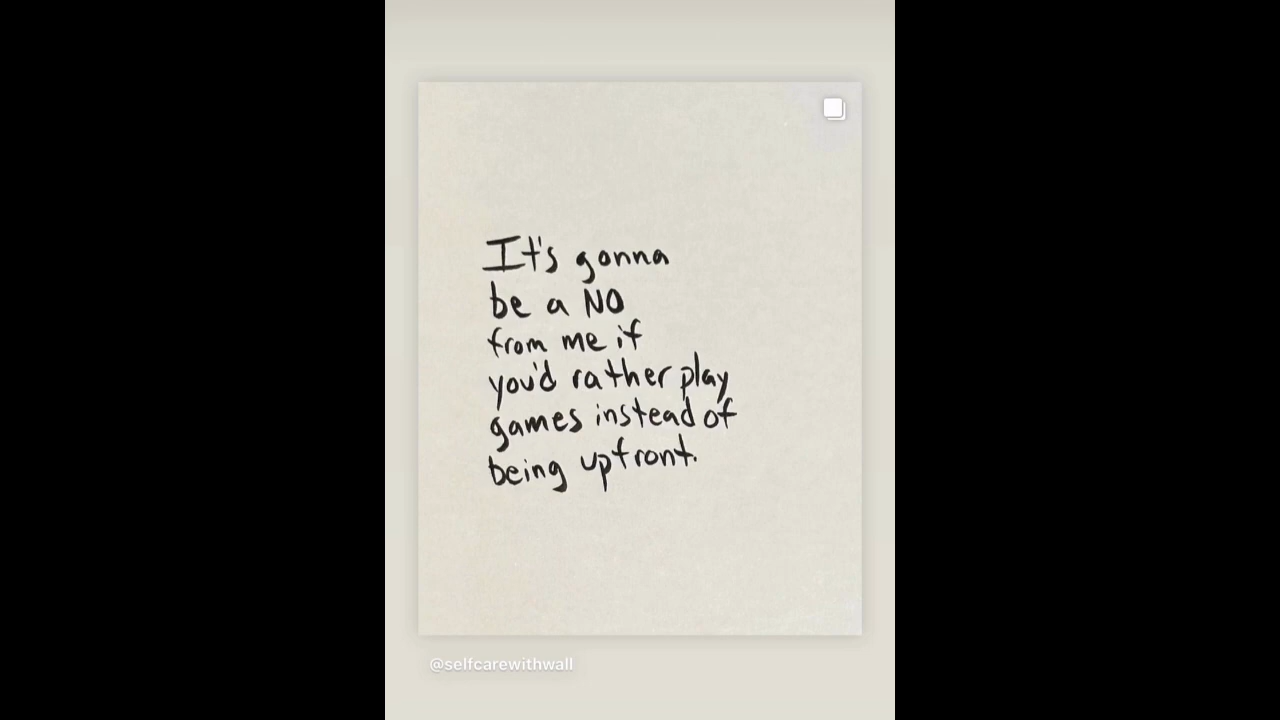 It's gonna
be a NO
from me if
you'd rather play
games instead of
being upfront.
@selfcarewithwall